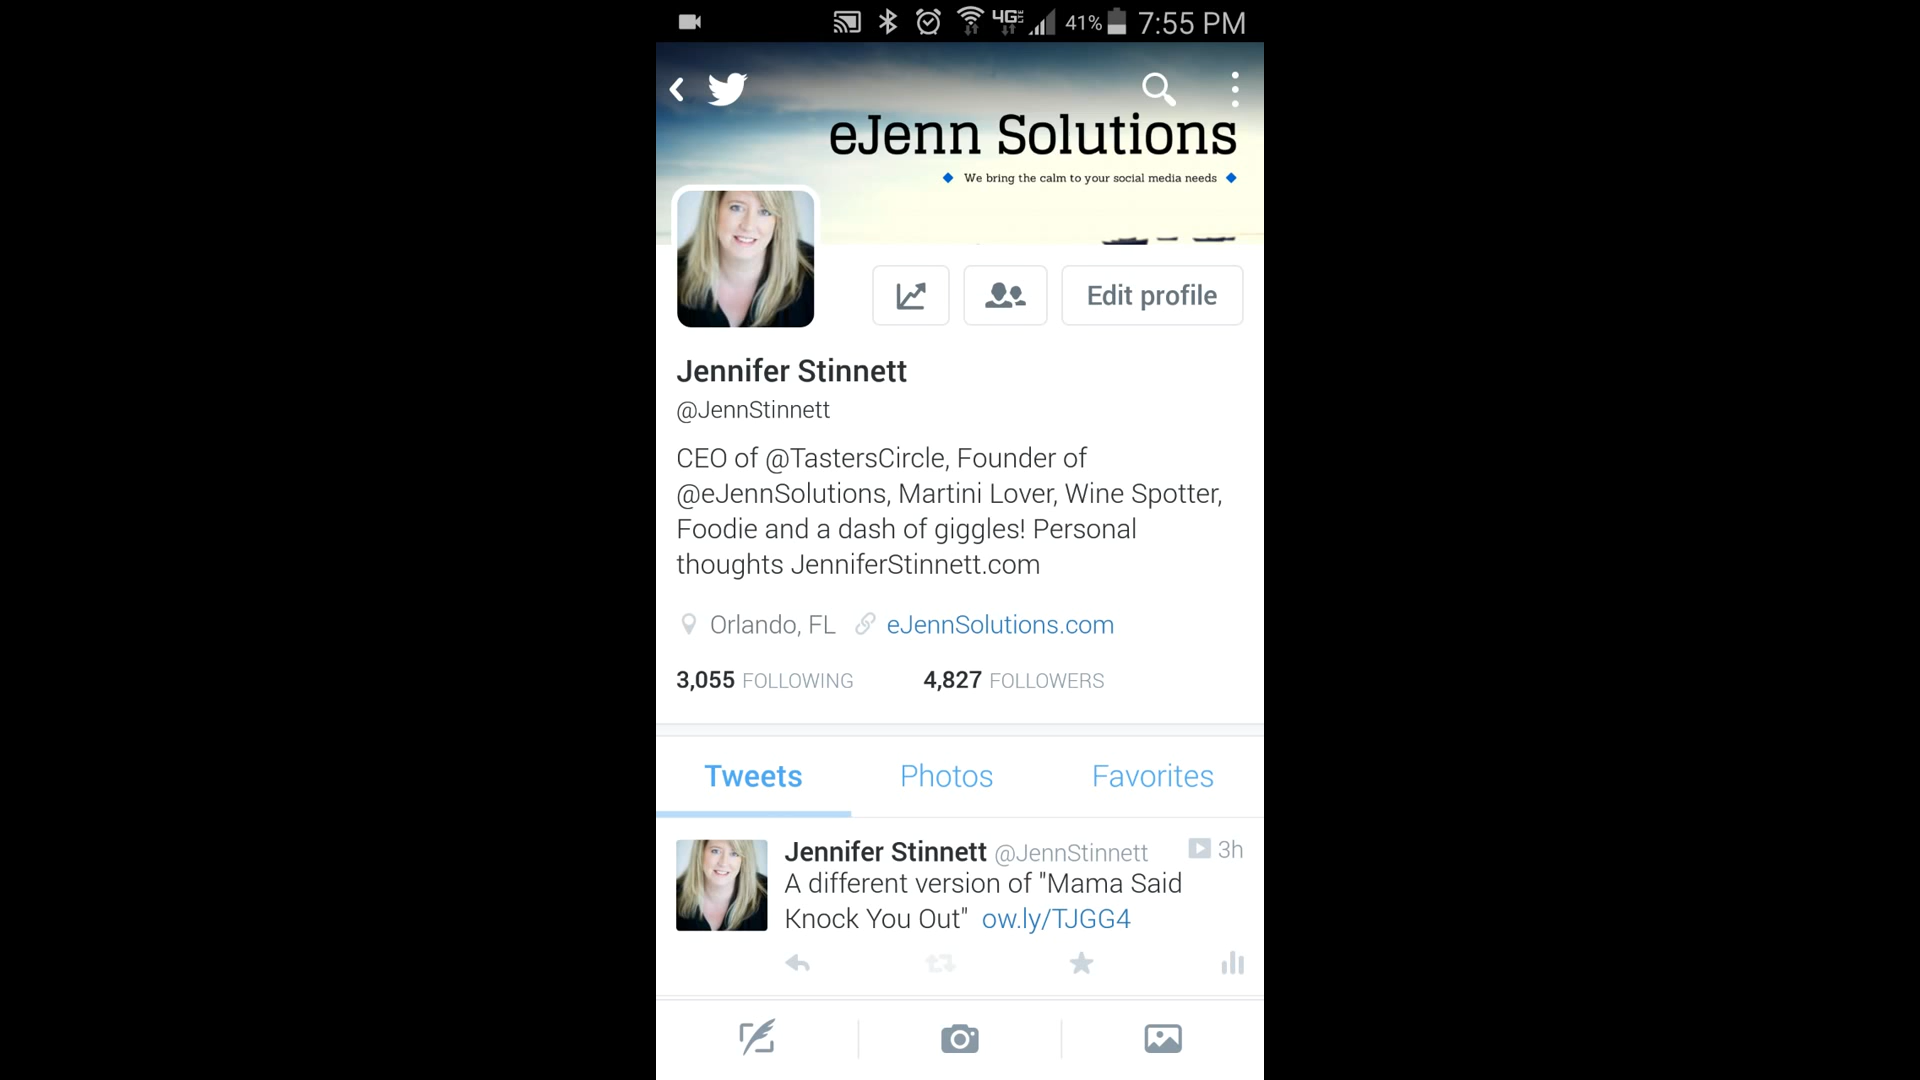 4G LTE 41% 7:55 PM
eJenn Solutions
We bring the calm to your social media needs
Edit profile
Jennifer Stinnett
@JennStinnett
CEO of @TastersCircle, Founder of
@eJennSolutions, Martini Lover, Wine Spotter,
Foodie and a dash of giggles! Personal
thoughts JenniferStinnett.com
Orlando, FL eJennSolutions.com
3,055 FOLLOWING 4,827 FOLLOWERS
Tweets Photos Favorites
Jennifer Stinnett @JennStinnett 3h
A different version of "Mama Said
Knock You Out" ow.ly/TJGG4